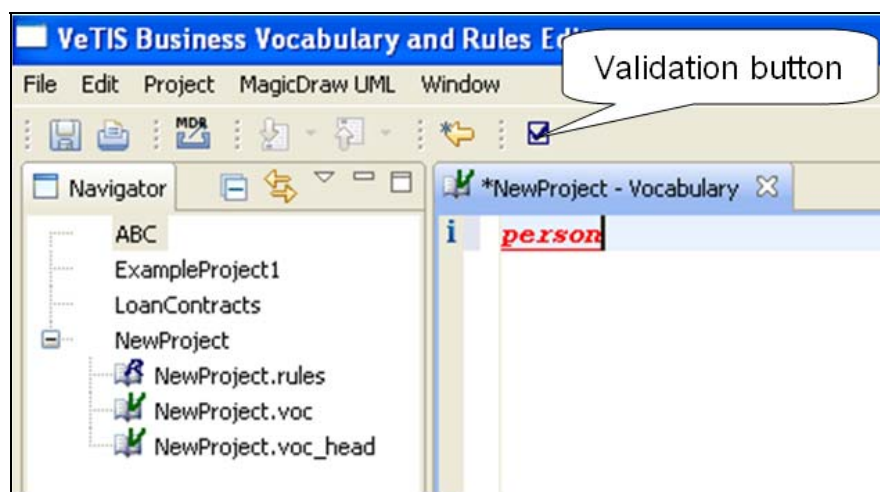 VeTIS Business Vocabulary and Rules
Validation button
File Edit Project MagicDraw UML Window
MDR
Navigator
*NewProject - Vocabulary
i person
ABC
ExampleProject1
LoanContracts
NewProject
NewProject.rules
NewProject.voc
NewProject.voc_head